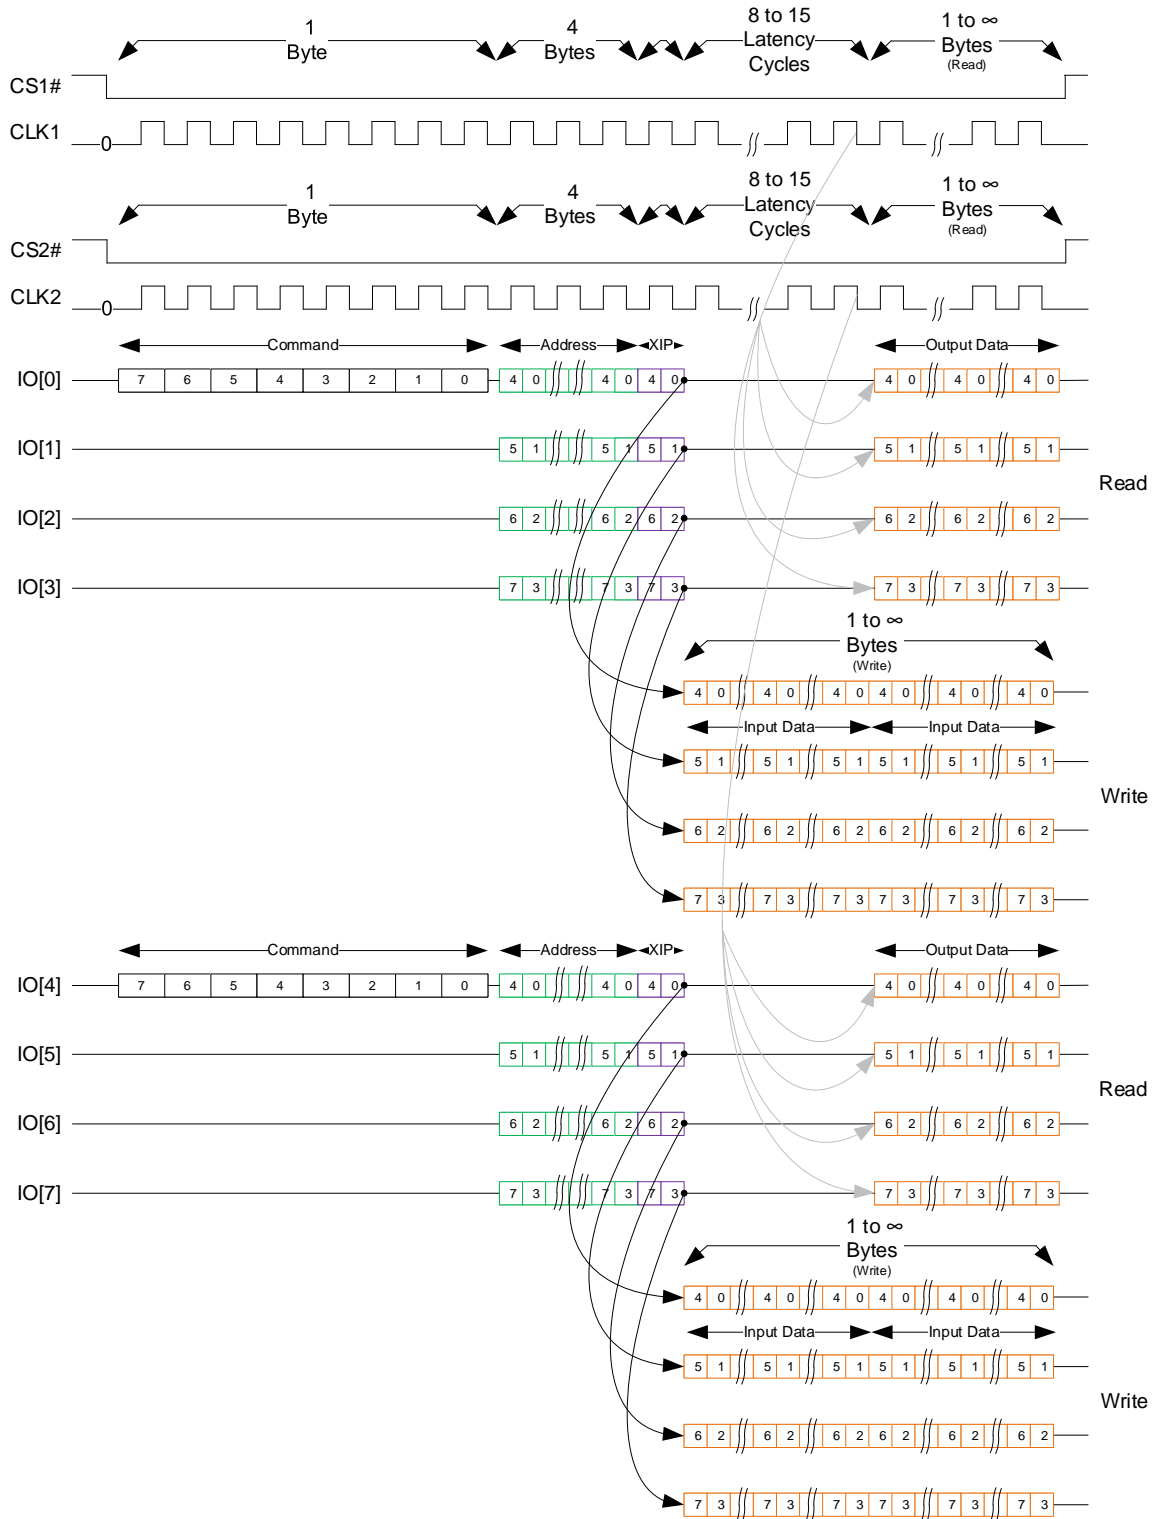 1 Byte 4 Bytes 8 to 15 Latency Cycles 1 to ∞ Bytes (Read)
CS1#
CLK1 0
1 Byte 4 Bytes 8 to 15 Latency Cycles 1 to ∞ Bytes (Read)
CS2#
CLK2 0
Command Address XIP Output Data
IO[0] 7 6 5 4 3 2 1 0 4 0 4 0 4 0 4 0 4 0 4 0
IO[1] 5 1 5 1 5 1 5 1 5 1 5 1
Read
IO[2] 6 2 6 2 6 2 6 2 6 2 6 2
IO[3] 7 3 7 3 7 3 7 3 7 3 7 3
1 to ∞ Bytes (Write)
4 0 4 0 4 0 4 0 4 0 4 0
Input Data Input Data
5 1 5 1 5 1 5 1 5 1 5 1
Write
6 2 6 2 6 2 6 2 6 2 6 2
7 3 7 3 7 3 7 3 7 3 7 3
Command Address XIP Output Data
IO[4] 7 6 5 4 3 2 1 0 4 0 4 0 4 0 4 0 4 0 4 0
IO[5] 5 1 5 1 5 1 5 1 5 1 5 1
Read
IO[6] 6 2 6 2 6 2 6 2 6 2 6 2
IO[7] 7 3 7 3 7 3 7 3 7 3 7 3
1 to ∞ Bytes (Write)
4 0 4 0 4 0 4 0 4 0 4 0
Input Data Input Data
5 1 5 1 5 1 5 1 5 1 5 1
Write
6 2 6 2 6 2 6 2 6 2 6 2
7 3 7 3 7 3 7 3 7 3 7 3